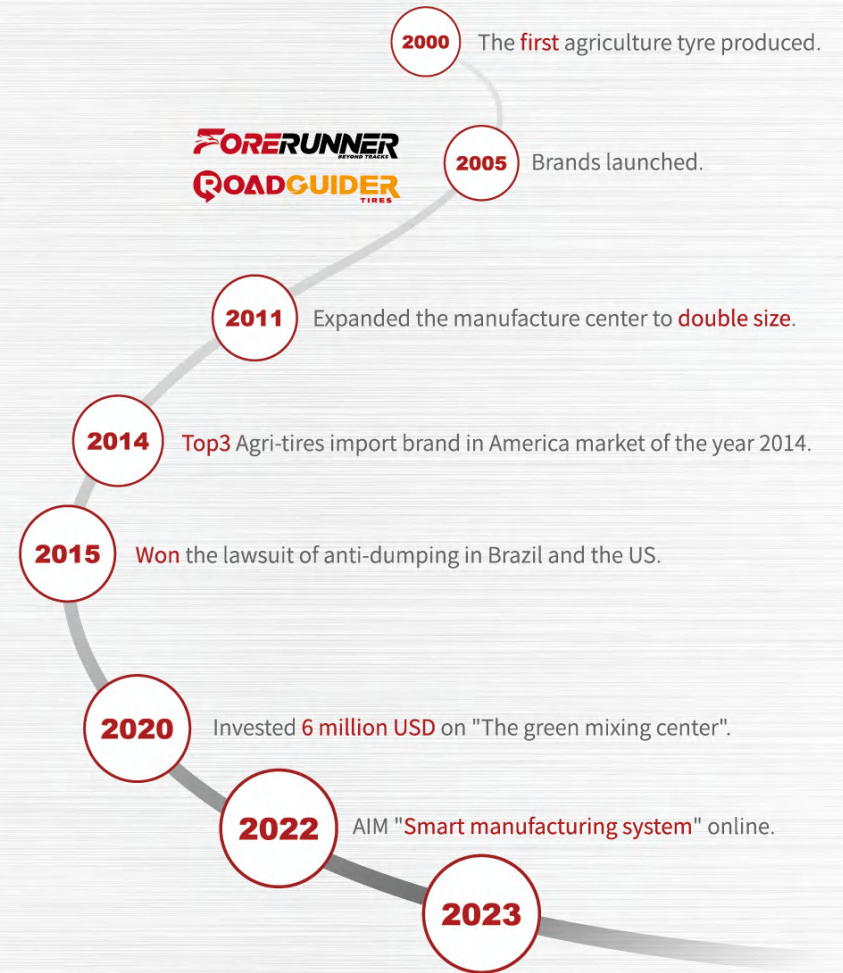 2000 The first agriculture tyre produced.
FORERUNNER
BEYOND TRACKS
ROADGUIDER
TIRES
2005 Brands launched.
2011 Expanded the manufacture center to double size.
2014 Top3 Agri-tires import brand in America market of the year 2014.
2015 Won the lawsuit of anti-dumping in Brazil and the US.
2020 Invested 6 million USD on "The green mixing center".
2022 AIM "Smart manufacturing system" online.
2023